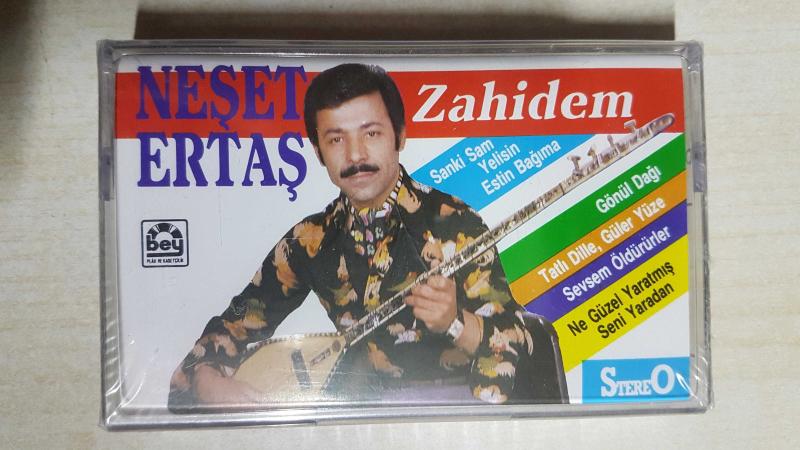 NEŞET
ERTAŞ
Zahidem
Sanki Sam
Yelisin
Estin Bağıma
Gönül Dağı
Tatlı Dille, Güler Yüze
Sevsem Öldürürler
Ne Güzel Yaratmış
Seni Yaradan
bey
PLAK VE KASETÇİLİK
STEREO